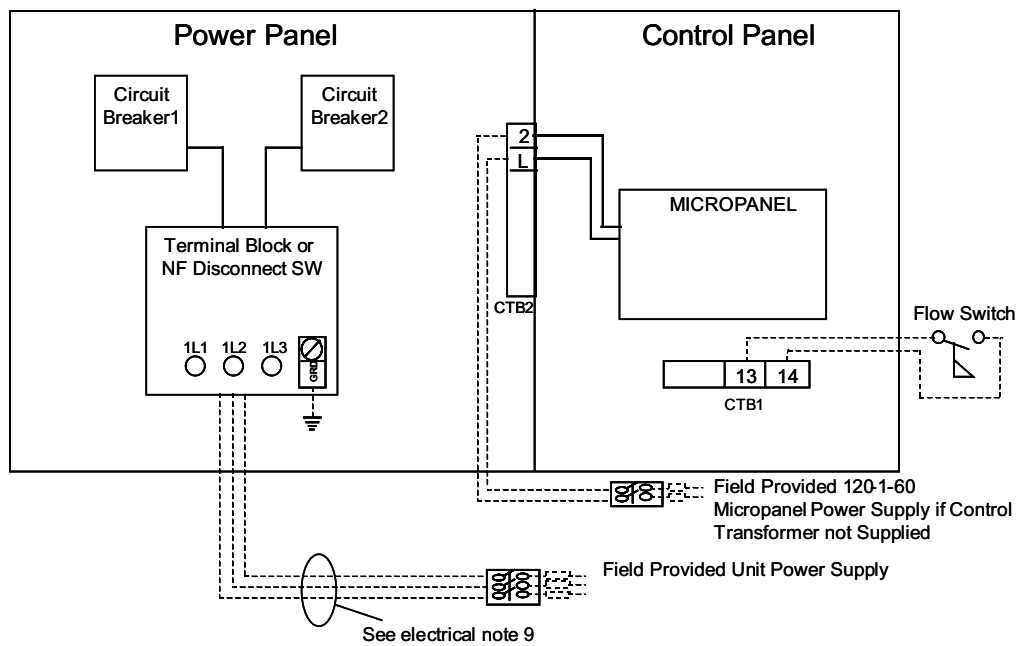 Power Panel
Control Panel
Circuit
Breaker1
Circuit
Breaker2
2
L
MICROPANEL
Terminal Block or
NF Disconnect SW
CTB2
Flow Switch
1L1 1L2 1L3
GRD
13 14
CTB1
Field Provided 120-1-60
Micropanel Power Supply if Control
Transformer not Supplied
Field Provided Unit Power Supply
See electrical note 9